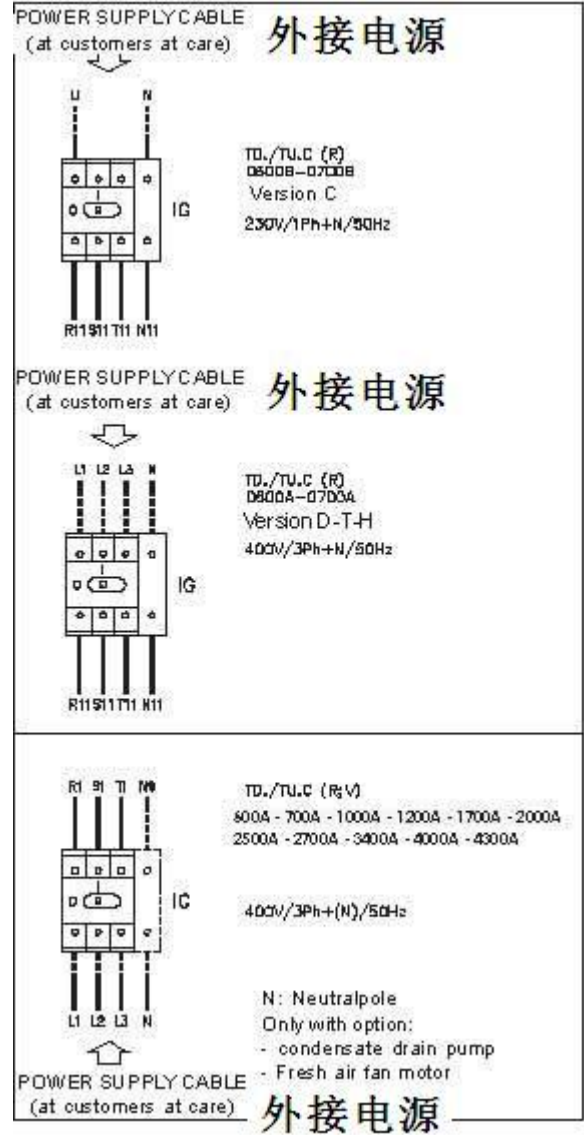 POWER SUPPLY CABLE
(at customers at care)
外接电源
LI N
TD./TU.C (R)
0600B-0700B
Version C
230V/1Ph+N/50Hz
IG
R11 S11 T11 N11
POWER SUPPLY CABLE
(at customers at care)
外接电源
L1 L2 L3 N
TD./TU.C (R)
0600A-0700A
Version D-T-H
400V/3Ph+N/50Hz
IG
R11 S11 T11 N11
R1 S1 T1
TD./TU.C (R;V)
600A - 700A - 1000A - 1200A - 1700A - 2000A
2500A - 2700A - 3400A - 4000A - 4300A
IG
400V/3Ph+(N)/50Hz
L1 L2 L3 N
N: Neutralpole
Only with option:
- condensate drain pump
- Fresh air fan motor
POWER SUPPLY CABLE
(at customers at care)
外接电源